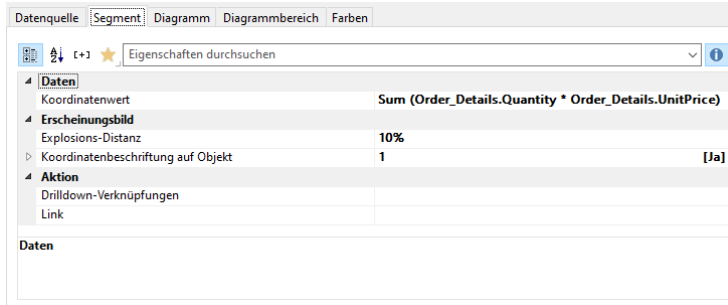 Datenquelle Segment Diagramm Diagrammbereich Farben
Eigenschaften durchsuchen
Daten
Koordinatenwert Sum (Order_Details.Quantity * Order_Details.UnitPrice)
Erscheinungsbild
Explosions-Distanz 10%
Koordinatenbeschriftung auf Objekt 1 [Ja]
Aktion
Drilldown-Verknüpfungen
Link
Daten